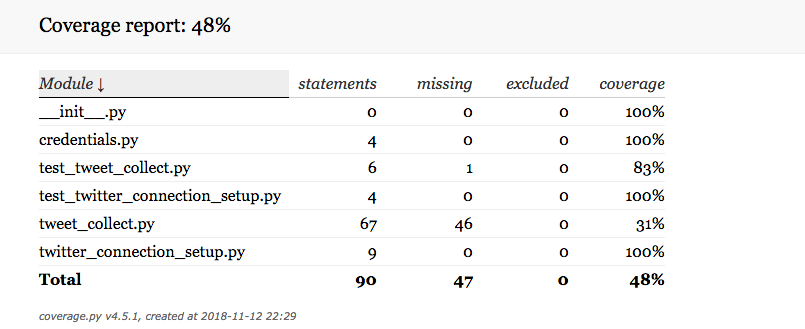 Coverage report: 48%
Module ↓ statements missing excluded coverage
__init__.py 0 0 0 100%
credentials.py 4 0 0 100%
test_tweet_collect.py 6 1 0 83%
test_twitter_connection_setup.py 4 0 0 100%
tweet_collect.py 67 46 0 31%
twitter_connection_setup.py 9 0 0 100%
Total 90 47 0 48%
coverage.py v4.5.1, created at 2018-11-12 22:29